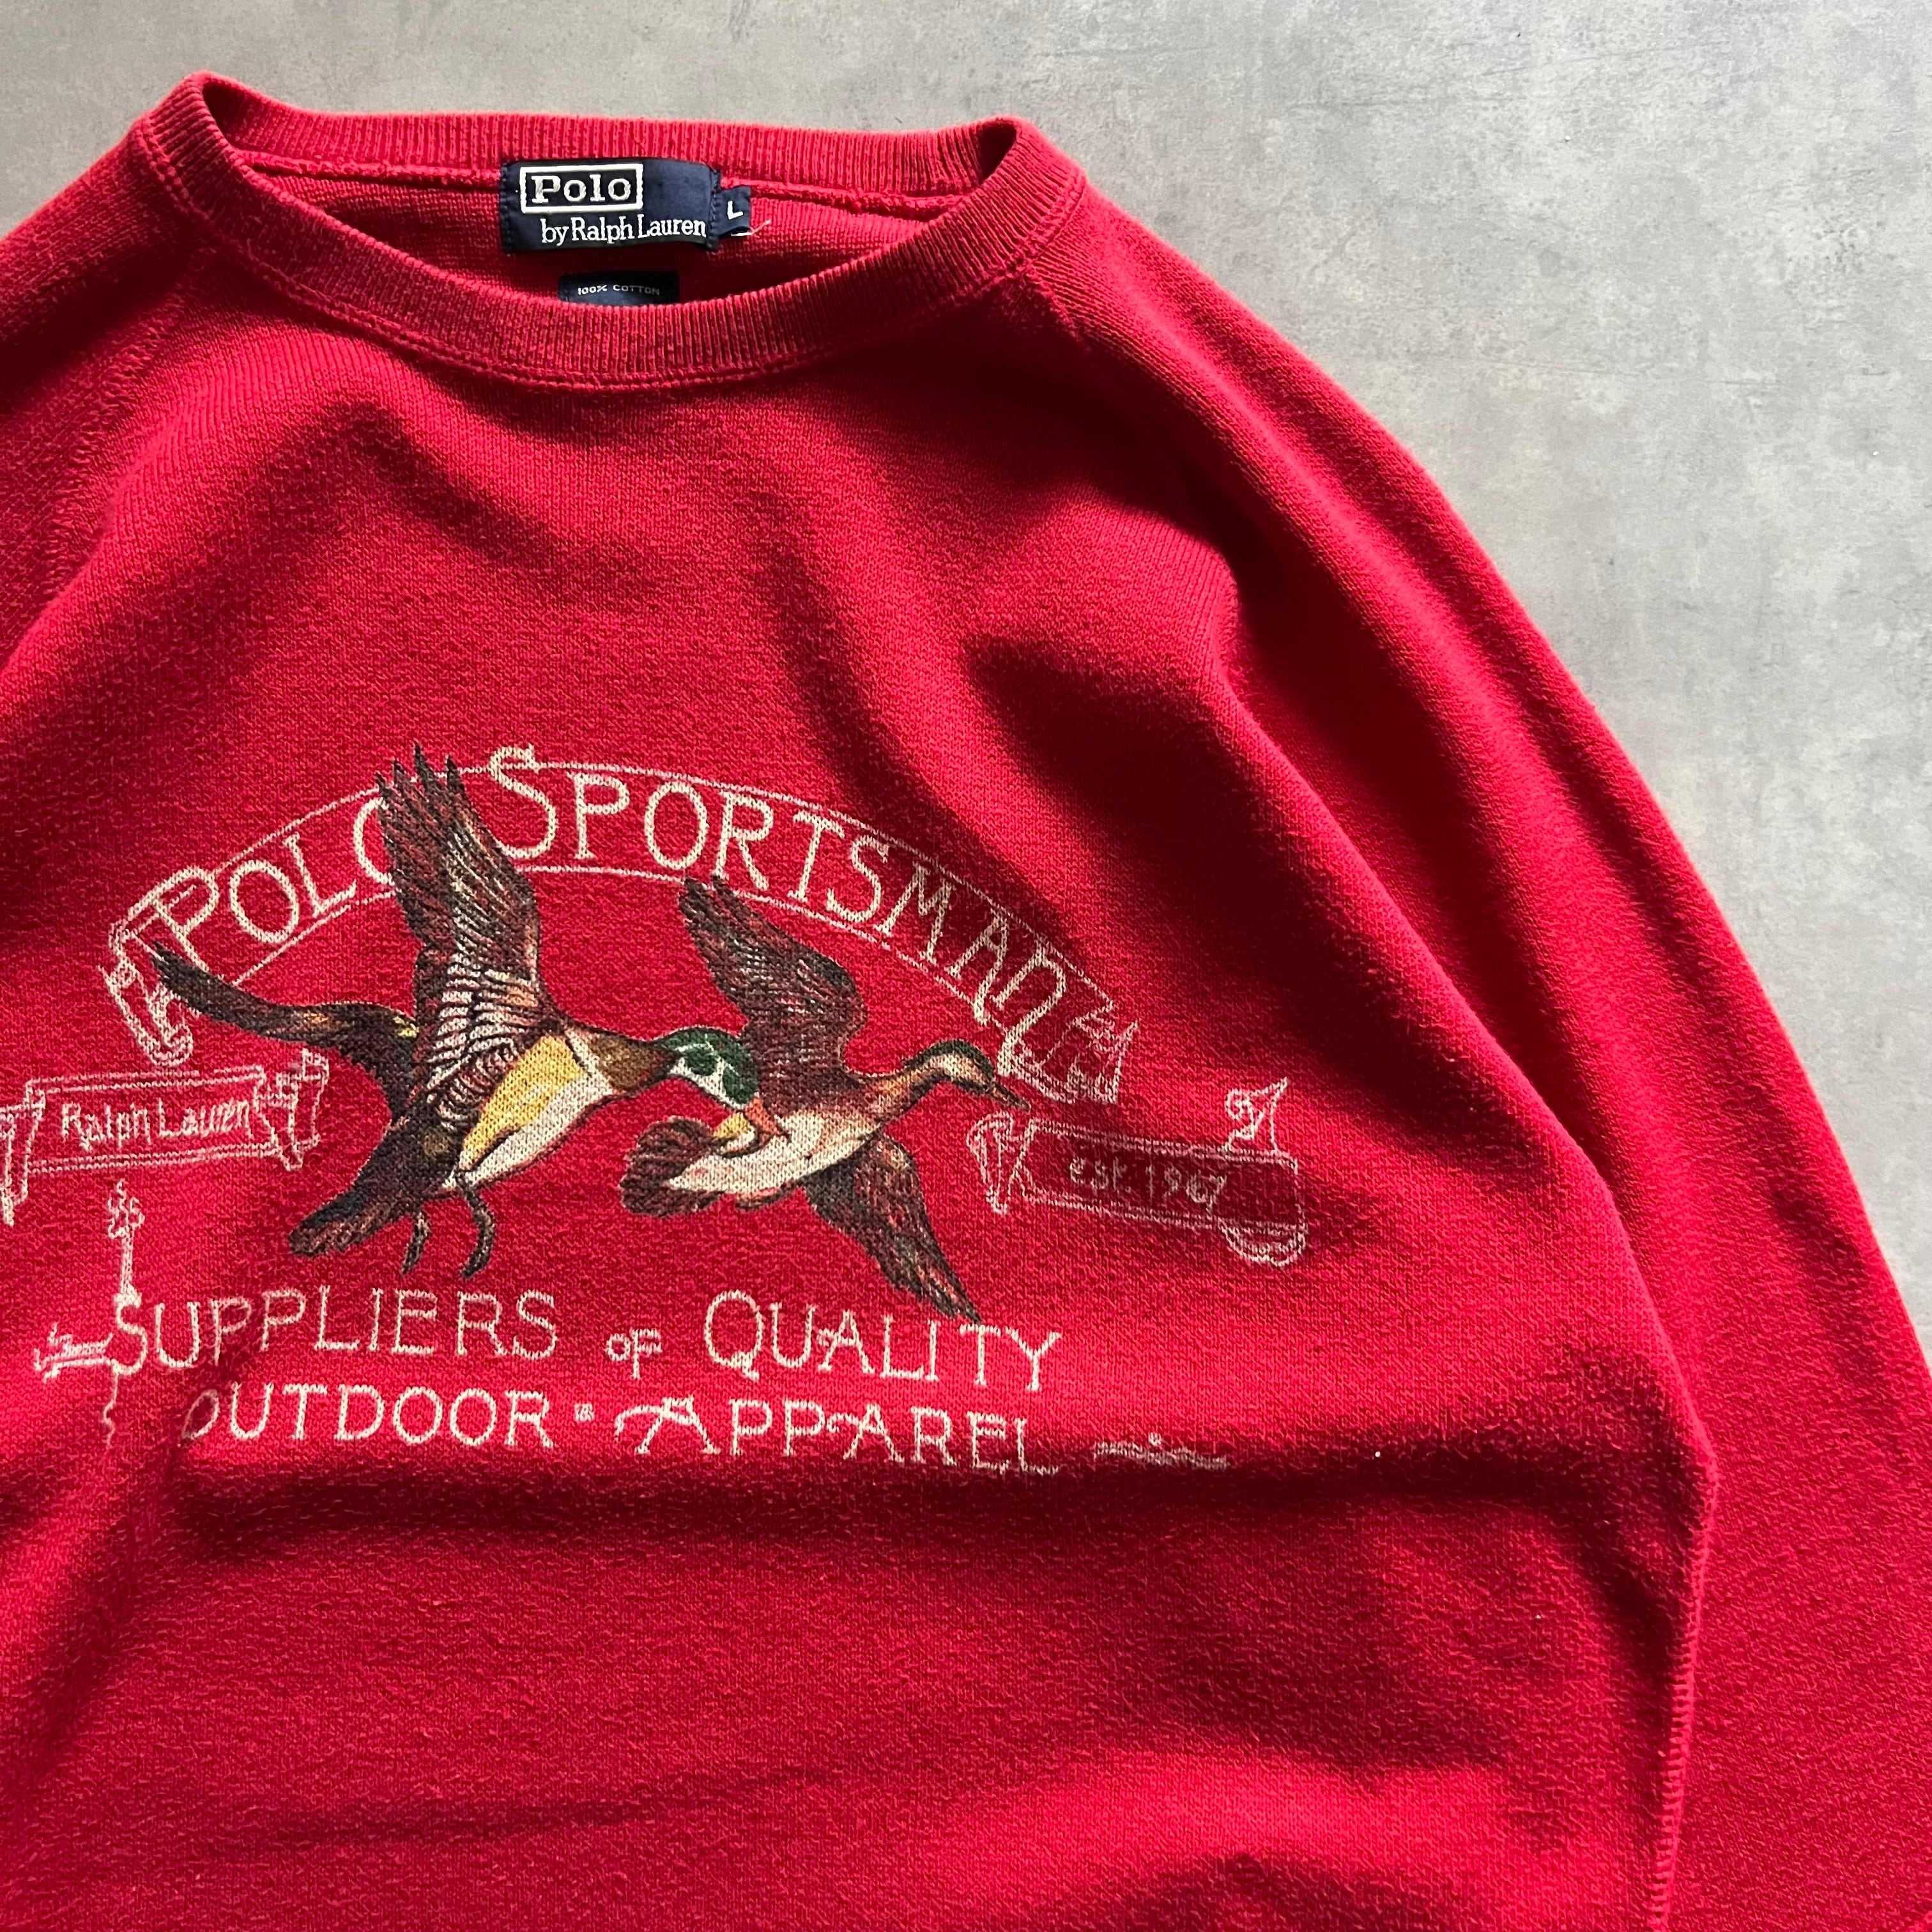 Polo
by Ralph Lauren
L
100% COTTON
POLO SPORTSMAN
Ralph Lauren
est. 1967
SUPPLIERS OF QUALITY
OUTDOOR · APPAREL